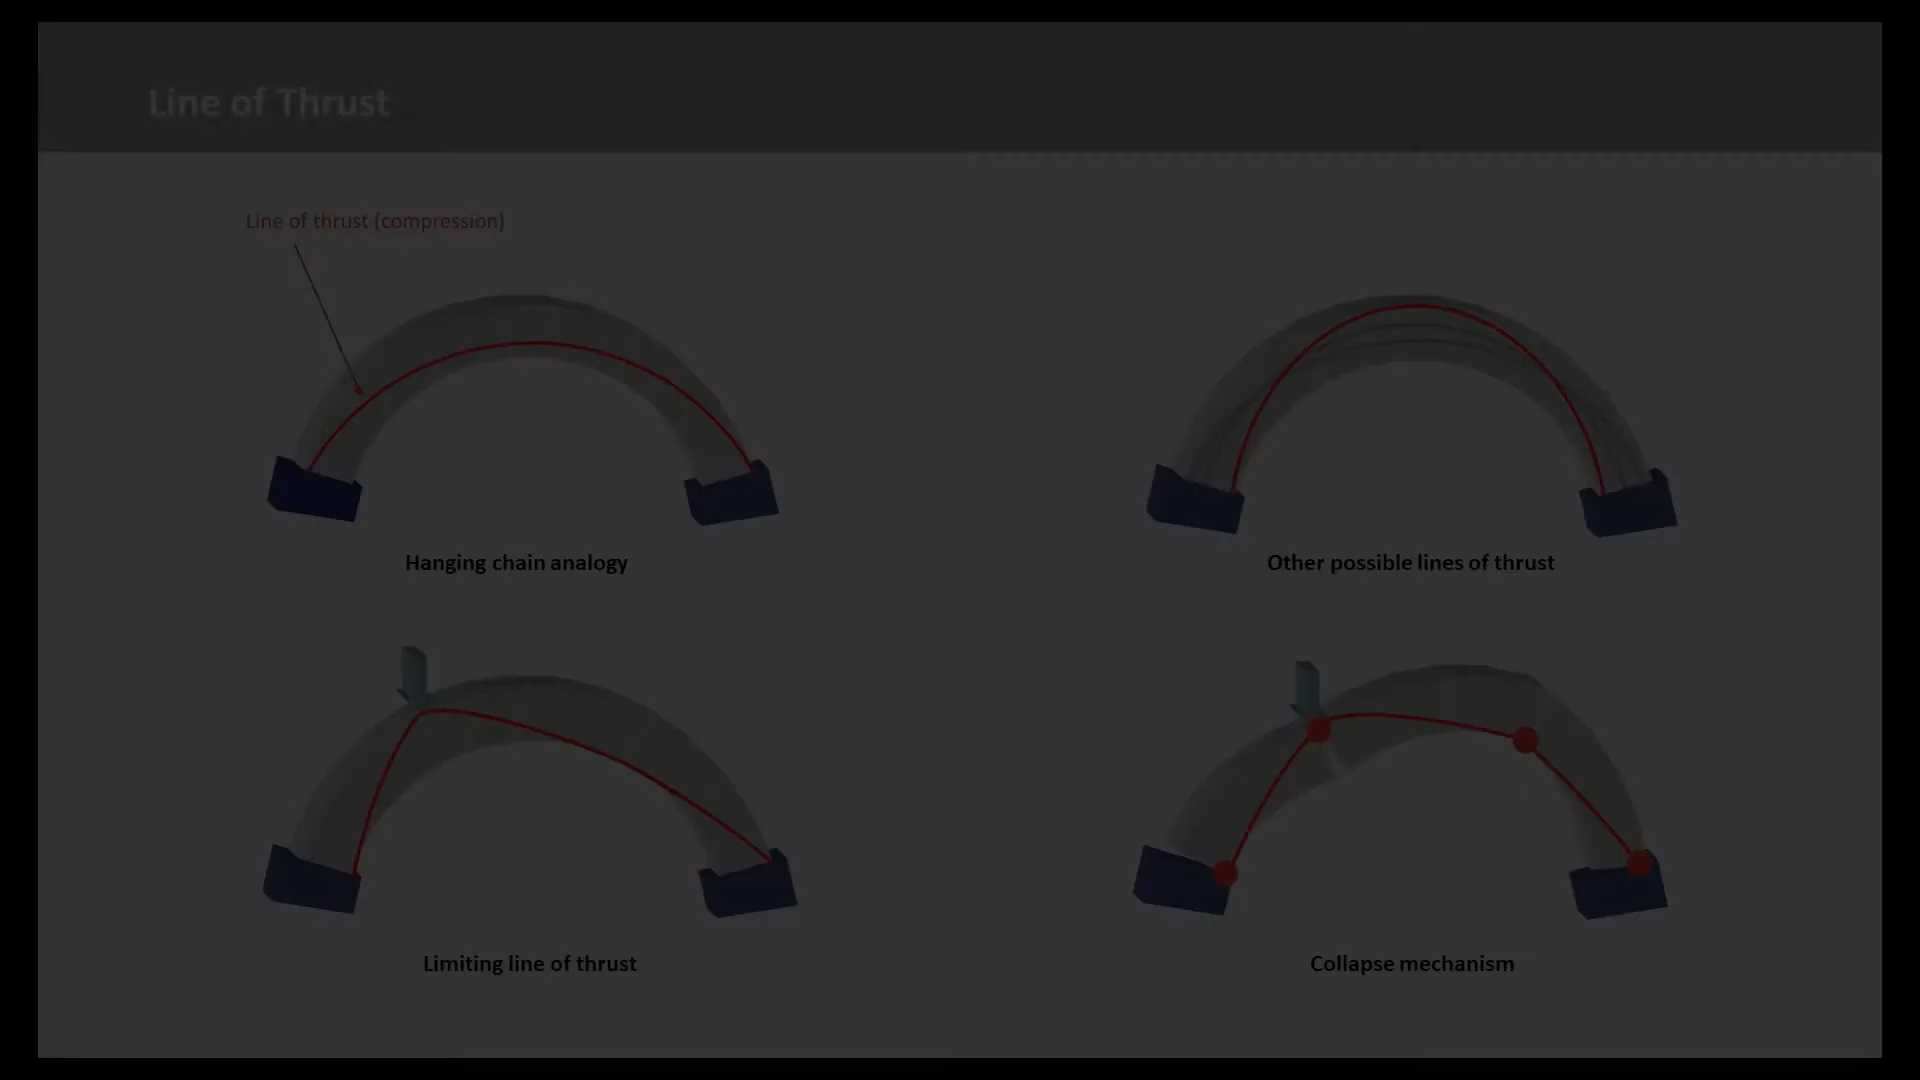 Line of Thrust
Line of thrust (compression)
Hanging chain analogy
Other possible lines of thrust
Limiting line of thrust
Collapse mechanism